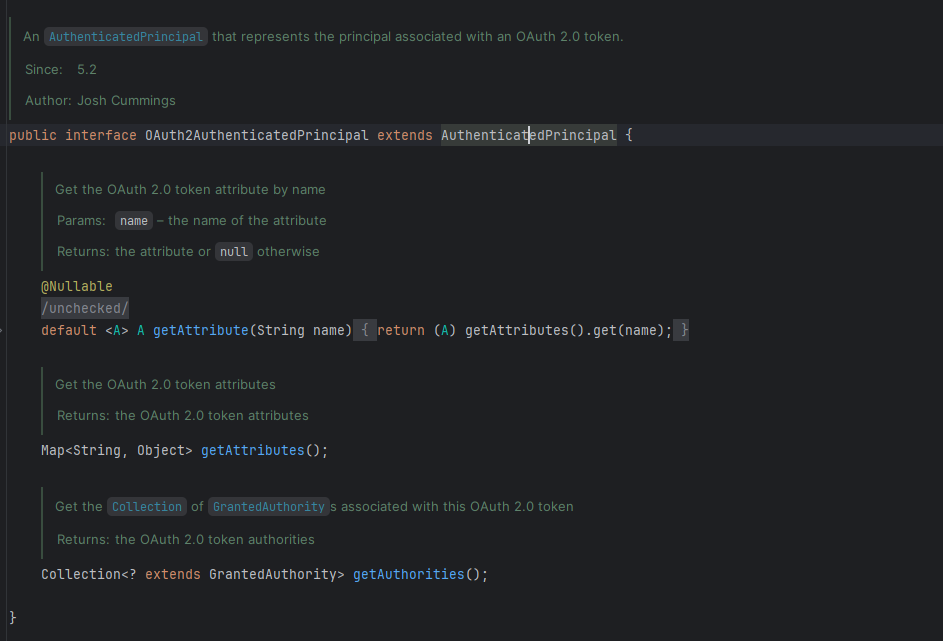 An AuthenticatedPrincipal that represents the principal associated with an OAuth 2.0 token.
Since: 5.2
Author: Josh Cummings
public interface OAuth2AuthenticatedPrincipal extends AuthenticatedPrincipal {
Get the OAuth 2.0 token attribute by name
Params: name – the name of the attribute
Returns: the attribute or null otherwise
@Nullable
/unchecked/
default <A> A getAttribute(String name) { return (A) getAttributes().get(name); }
Get the OAuth 2.0 token attributes
Returns: the OAuth 2.0 token attributes
Map<String, Object> getAttributes();
Get the Collection of GrantedAuthority s associated with this OAuth 2.0 token
Returns: the OAuth 2.0 token authorities
Collection<? extends GrantedAuthority> getAuthorities();
}